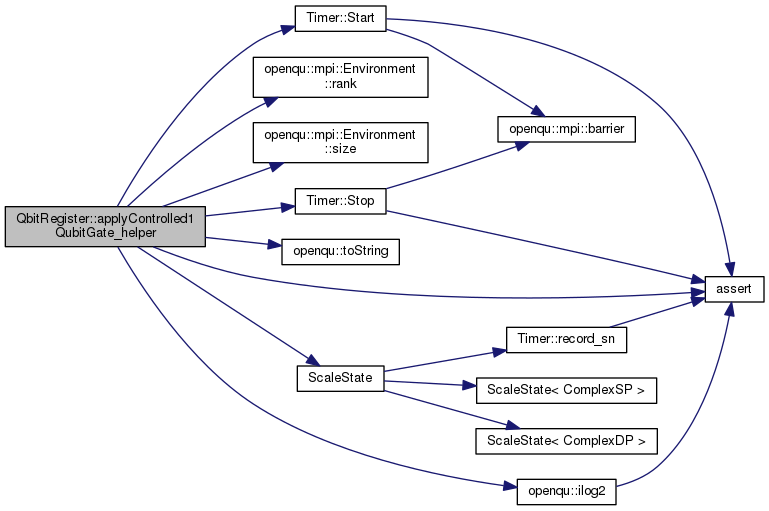 Timer::Start
openqu::mpi::Environment
::rank
openqu::mpi::barrier
openqu::mpi::Environment
::size
QbitRegister::applyControlled1
QubitGate_helper
Timer::Stop
openqu::toString
assert
Timer::record_sn
ScaleState
ScaleState< ComplexSP >
ScaleState< ComplexDP >
openqu::ilog2